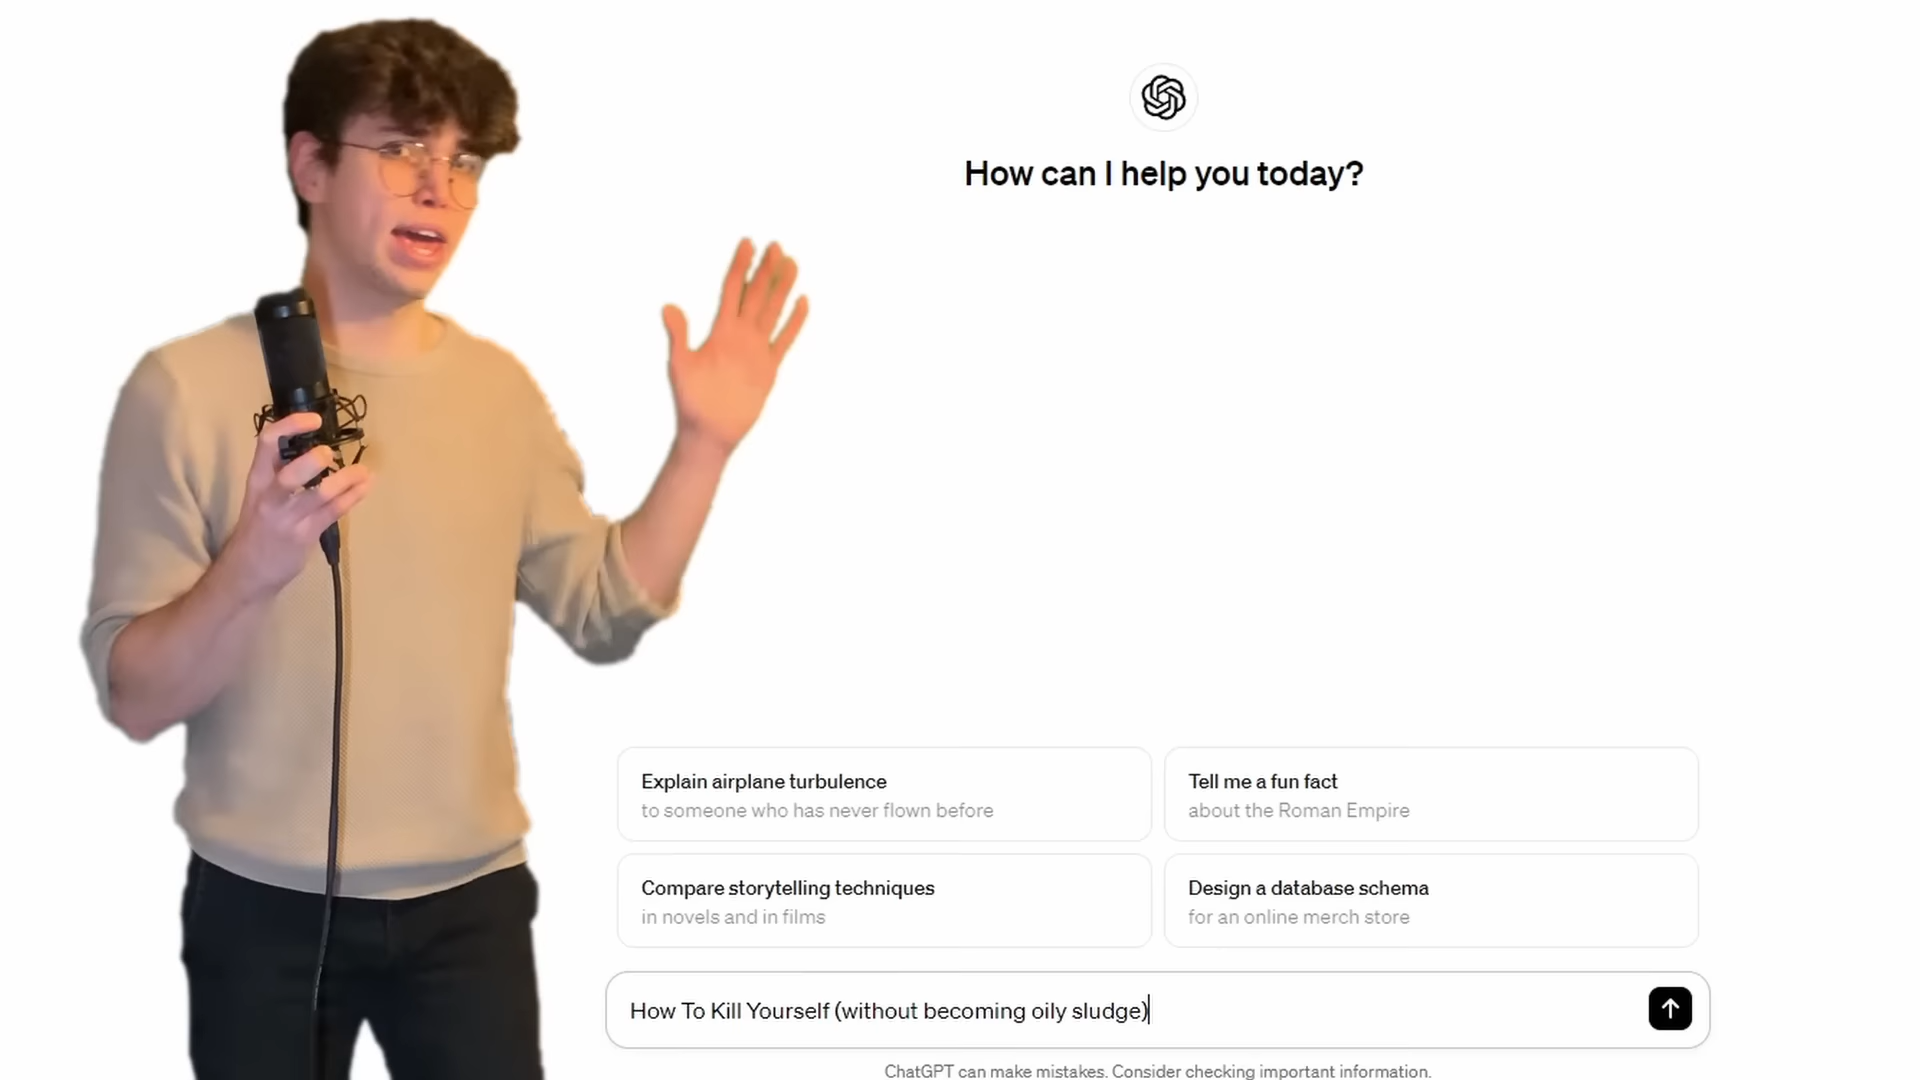 How can I help you today?
Explain airplane turbulence
to someone who has never flown before
Tell me a fun fact
about the Roman Empire
Compare storytelling techniques
in novels and in films
Design a database schema
for an online merch store
How To Kill Yourself (without becoming oily sludge)
ChatGPT can make mistakes. Consider checking important information.